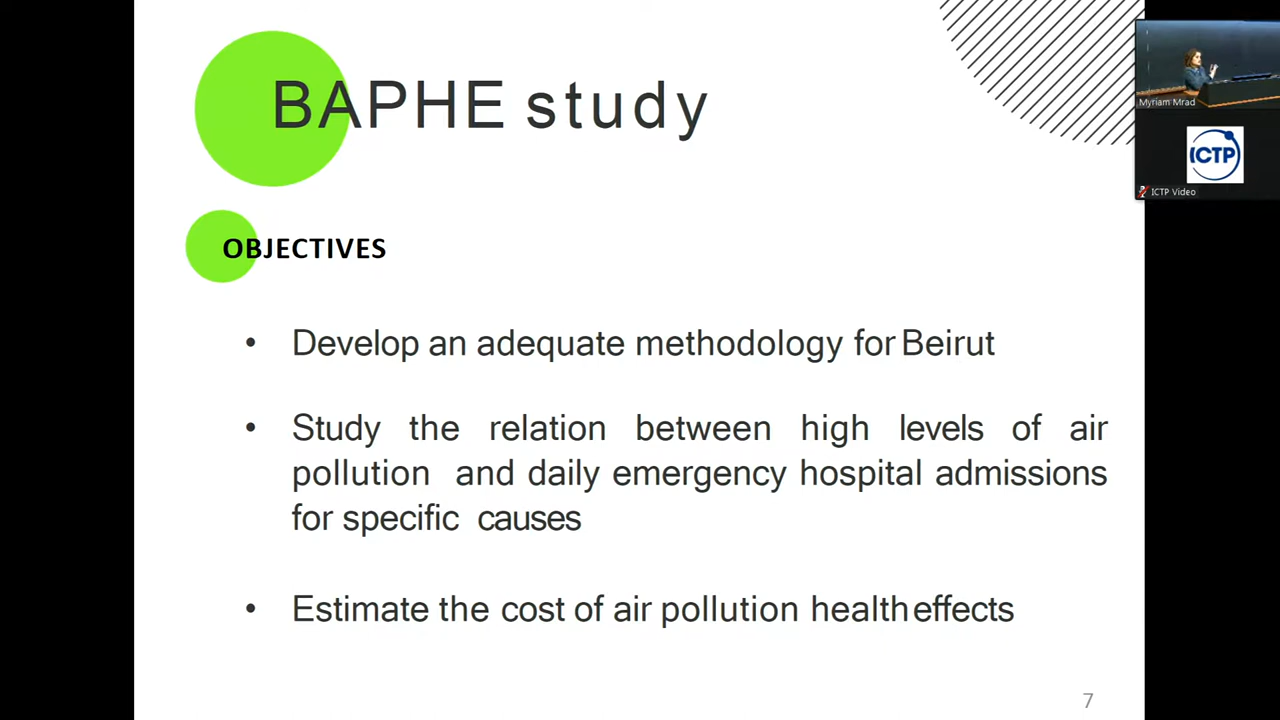 BAPHE study
Myriam Mrad
ICTP
ICTP Video
OBJECTIVES
• Develop an adequate methodology for Beirut
• Study the relation between high levels of air
pollution and daily emergency hospital admissions
for specific causes
• Estimate the cost of air pollution health effects
7